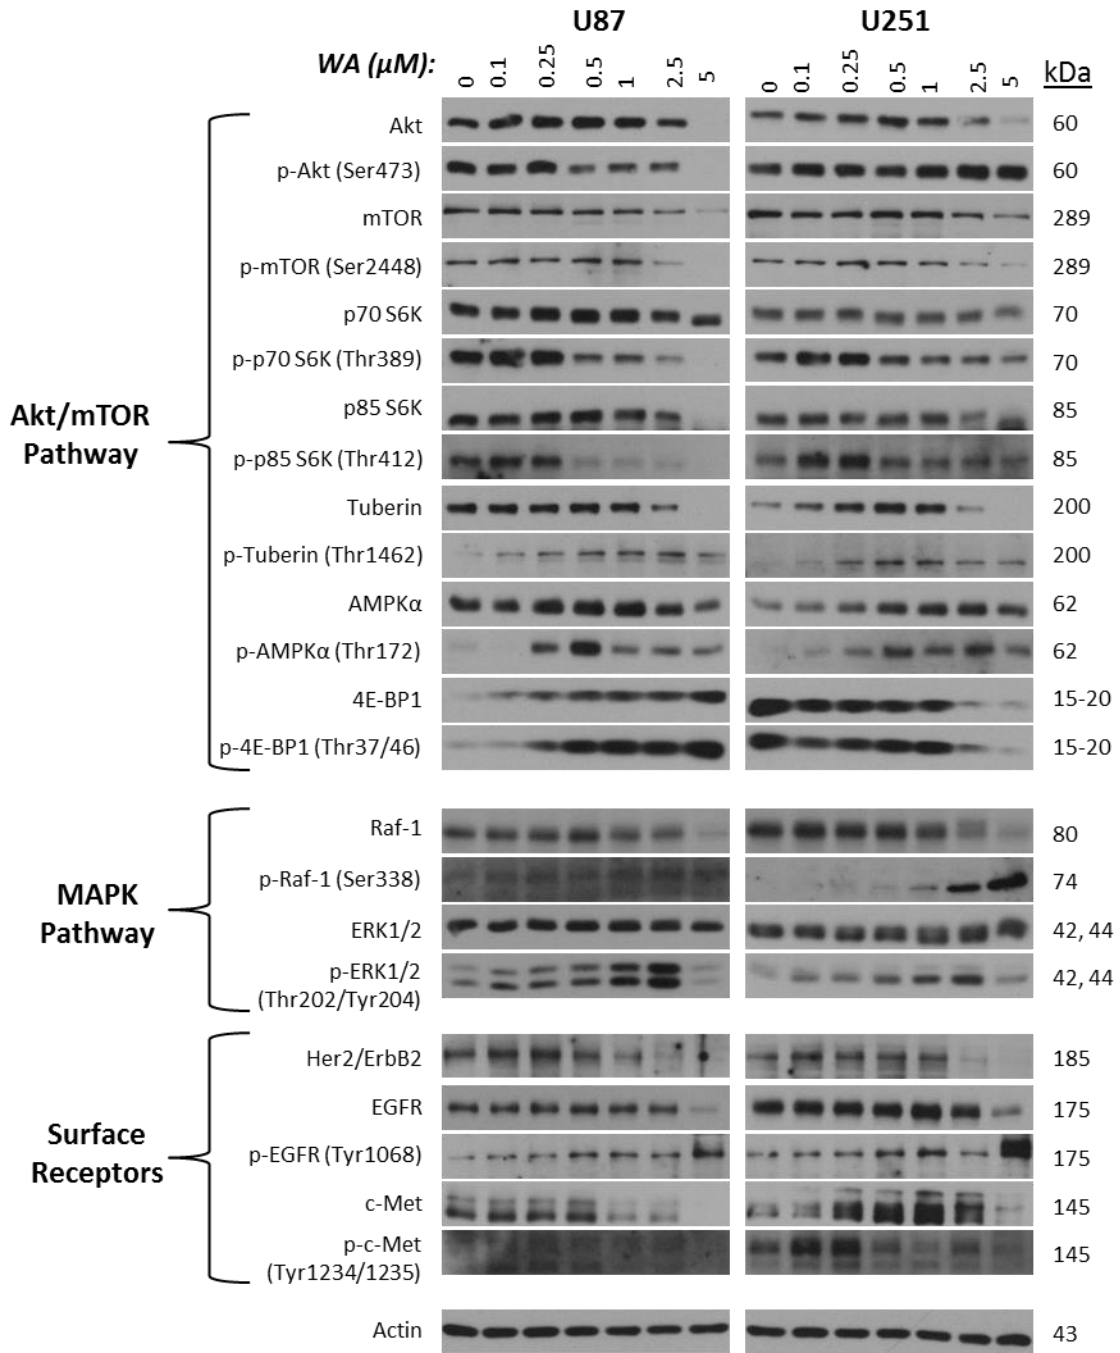 U87 U251
WA (µM): 0 0.1 0.25 0.5 1 2.5 5 0 0.1 0.25 0.5 1 2.5 5 kDa
Akt 60
p-Akt (Ser473) 60
mTOR 289
p-mTOR (Ser2448) 289
p70 S6K 70
p-p70 S6K (Thr389) 70
p85 S6K 85
Akt/mTOR
Pathway
p-p85 S6K (Thr412) 85
Tuberin 200
p-Tuberin (Thr1462) 200
AMPKα 62
p-AMPKα (Thr172) 62
4E-BP1 15-20
p-4E-BP1 (Thr37/46) 15-20
Raf-1 80
p-Raf-1 (Ser338) 74
MAPK
Pathway
ERK1/2 42, 44
p-ERK1/2 42, 44
(Thr202/Tyr204)
Her2/ErbB2 185
EGFR 175
Surface
Receptors
p-EGFR (Tyr1068) 175
c-Met 145
p-c-Met 145
(Tyr1234/1235)
Actin 43